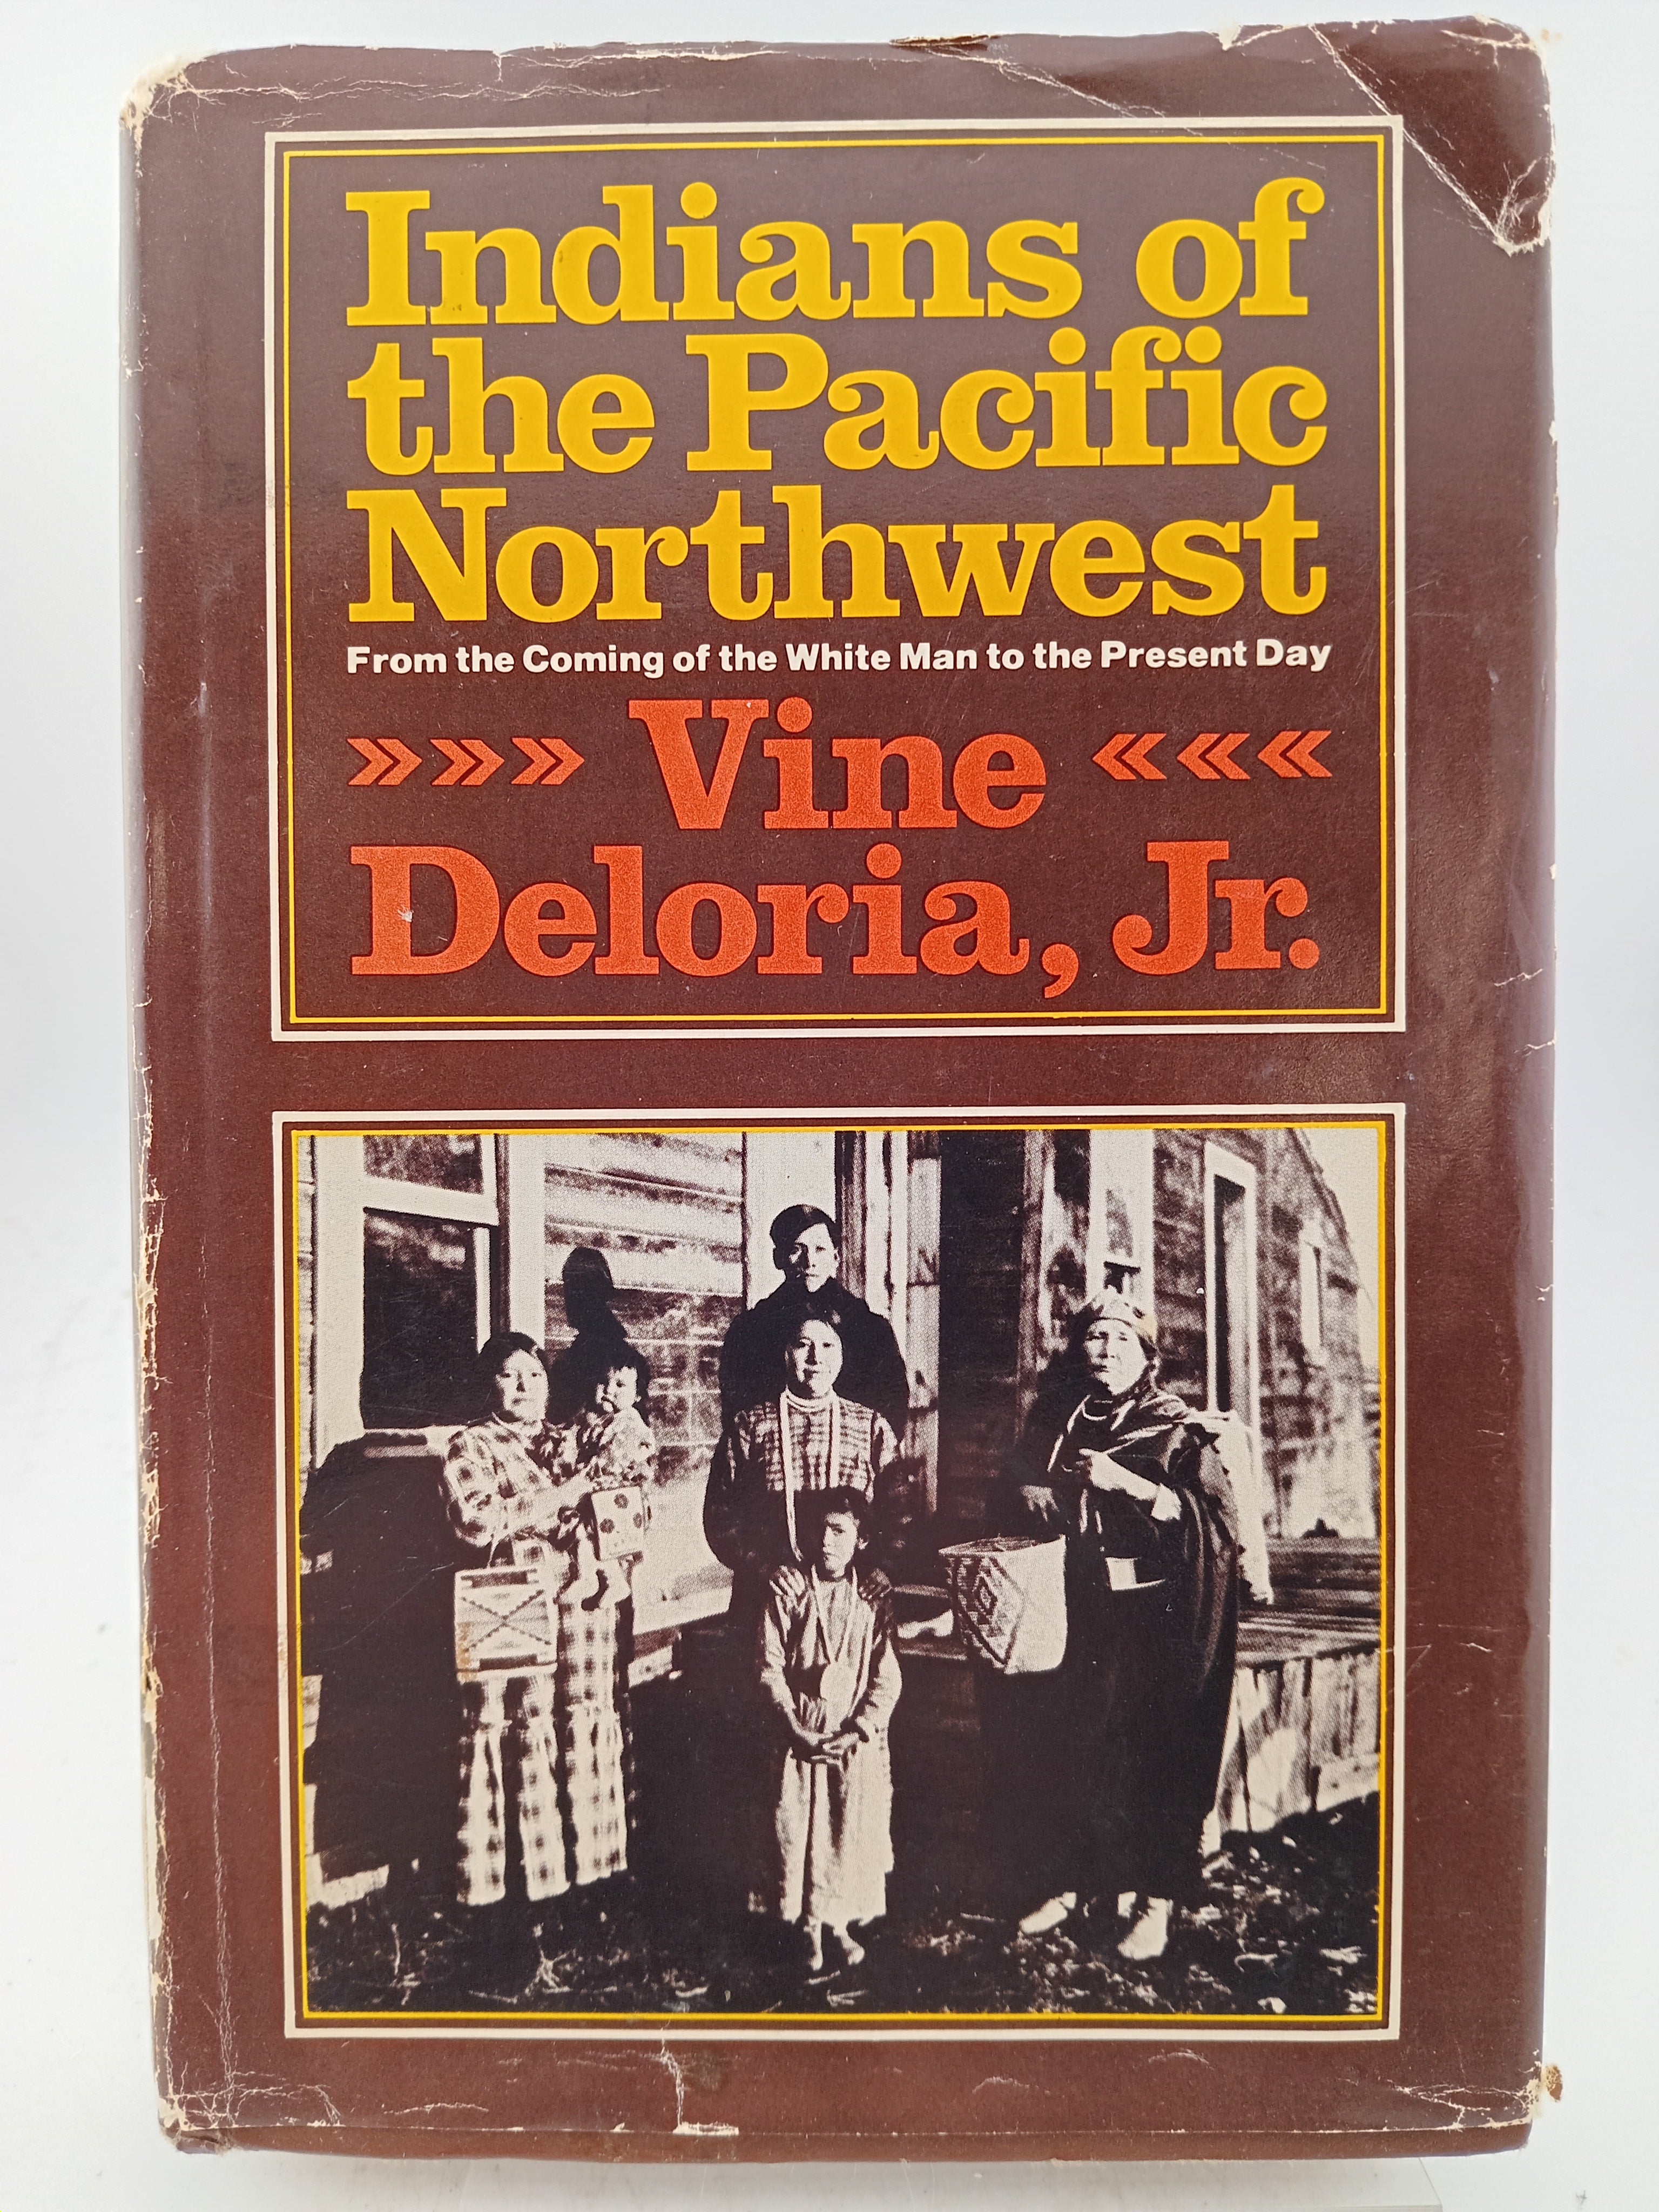 Indians of
the Pacific
Northwest
From the Coming of the White Man to the Present Day
»»» Vine «««
Deloria, Jr.